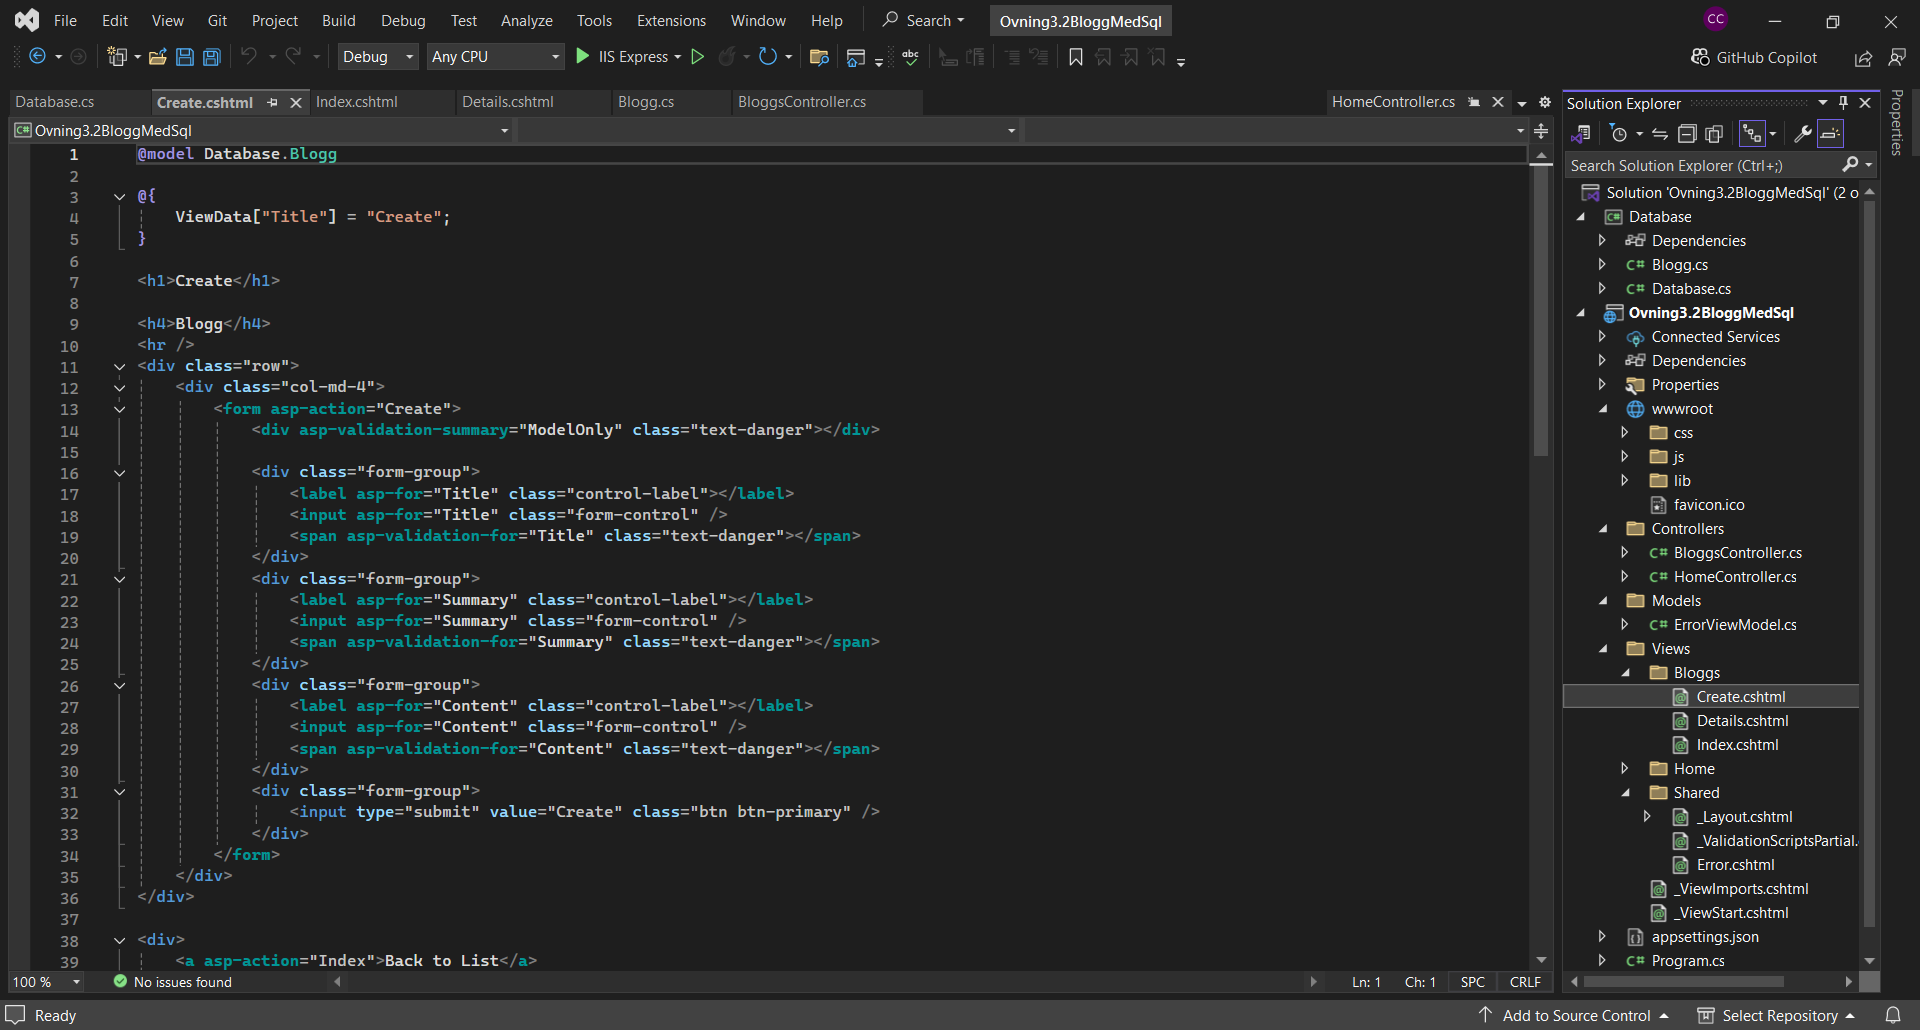 File Edit View Git Project Build Debug Test Analyze Tools Extensions Window Help Search Ovning3.2BloggMedSql CC
Debug Any CPU IIS Express abc GitHub Copilot
Database.cs Create.cshtml Index.cshtml Details.cshtml Blogg.cs BloggsController.cs HomeController.cs
C# Ovning3.2BloggMedSql
1 @model Database.Blogg
2
3 @{
4 ViewData["Title"] = "Create";
5 }
6
7 <h1>Create</h1>
8
9 <h4>Blogg</h4>
10 <hr />
11 <div class="row">
12 <div class="col-md-4">
13 <form asp-action="Create">
14 <div asp-validation-summary="ModelOnly" class="text-danger"></div>
15
16 <div class="form-group">
17 <label asp-for="Title" class="control-label"></label>
18 <input asp-for="Title" class="form-control" />
19 <span asp-validation-for="Title" class="text-danger"></span>
20 </div>
21 <div class="form-group">
22 <label asp-for="Summary" class="control-label"></label>
23 <input asp-for="Summary" class="form-control" />
24 <span asp-validation-for="Summary" class="text-danger"></span>
25 </div>
26 <div class="form-group">
27 <label asp-for="Content" class="control-label"></label>
28 <input asp-for="Content" class="form-control" />
29 <span asp-validation-for="Content" class="text-danger"></span>
30 </div>
31 <div class="form-group">
32 <input type="submit" value="Create" class="btn btn-primary" />
33 </div>
34 </form>
35 </div>
36 </div>
37
38 <div>
39 <a asp-action="Index">Back to List</a>
100 % No issues found Ln: 1 Ch: 1 SPC CRLF
Solution Explorer
Search Solution Explorer (Ctrl+;)
Solution 'Ovning3.2BloggMedSql' (2 o
C# Database
Dependencies
C# Blogg.cs
C# Database.cs
Ovning3.2BloggMedSql
Connected Services
Dependencies
Properties
wwwroot
css
js
lib
favicon.ico
Controllers
C# BloggsController.cs
C# HomeController.cs
Models
C# ErrorViewModel.cs
Views
Bloggs
Create.cshtml
Details.cshtml
Index.cshtml
Home
Shared
_Layout.cshtml
_ValidationScriptsPartial.
Error.cshtml
_ViewImports.cshtml
_ViewStart.cshtml
appsettings.json
C# Program.cs
Properties
Ready Add to Source Control Select Repository